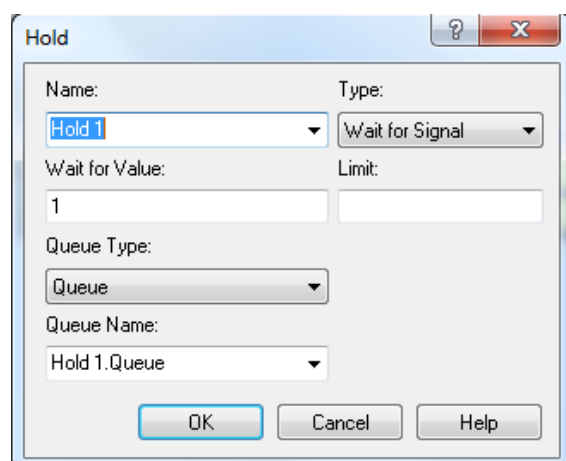 Hold
?
Name: Type:
Hold 1 Wait for Signal
Wait for Value: Limit:
1
Queue Type:
Queue
Queue Name:
Hold 1.Queue
OK Cancel Help